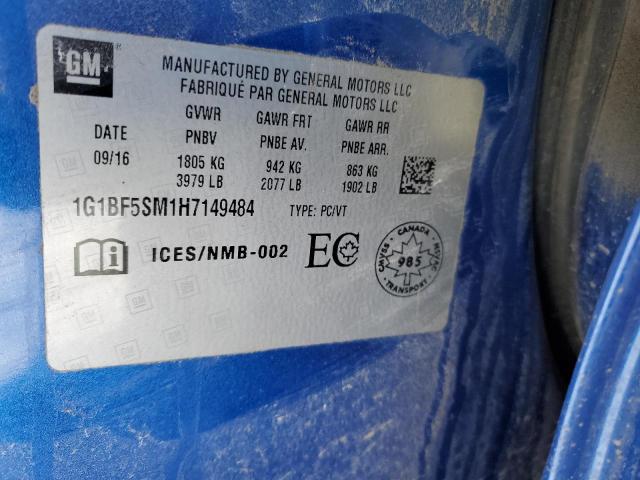 GM
MANUFACTURED BY GENERAL MOTORS LLC
FABRIQUÉ PAR GENERAL MOTORS LLC
GVWR GAWR FRT GAWR RR
DATE PNBV PNBE AV. PNBE ARR.
09/16 1805 KG 942 KG 863 KG
3979 LB 2077 LB 1902 LB
1G1BF5SM1H7149484 TYPE: PC/VT
ICES/NMB-002 EC
CANADA
CMVSS 985 NSVAC
TRANSPORT